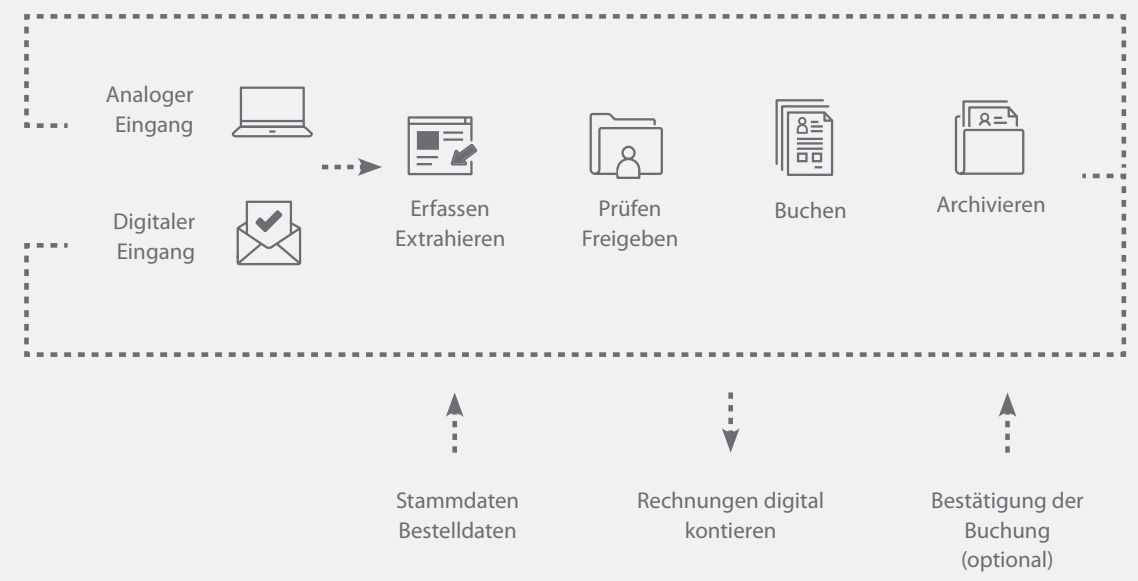 Analoger
Eingang
Digitaler
Eingang
Erfassen
Extrahieren
Prüfen
Freigeben
Buchen
Archivieren
Stammdaten
Bestelldaten
Rechnungen digital
kontieren
Bestätigung der
Buchung
(optional)